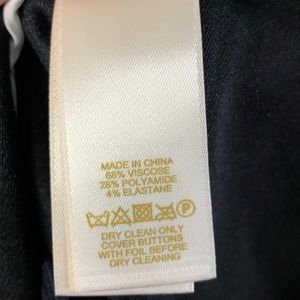 MADE IN CHINA
68% VISCOSE
28% POLYAMIDE
4% ELASTANE
P
DRY CLEAN ONLY
COVER BUTTONS
WITH FOIL BEFORE
DRY CLEANING